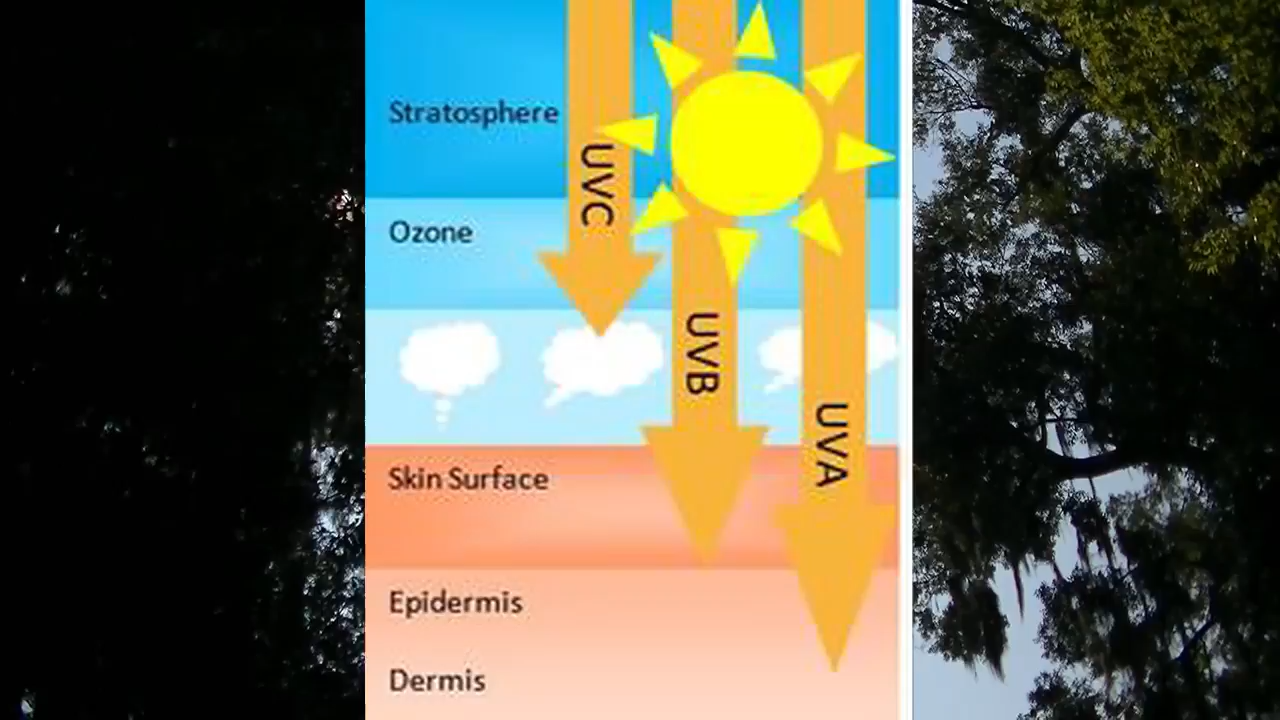 Stratosphere
UVC
Ozone
UVB
UVA
Skin Surface
Epidermis
Dermis